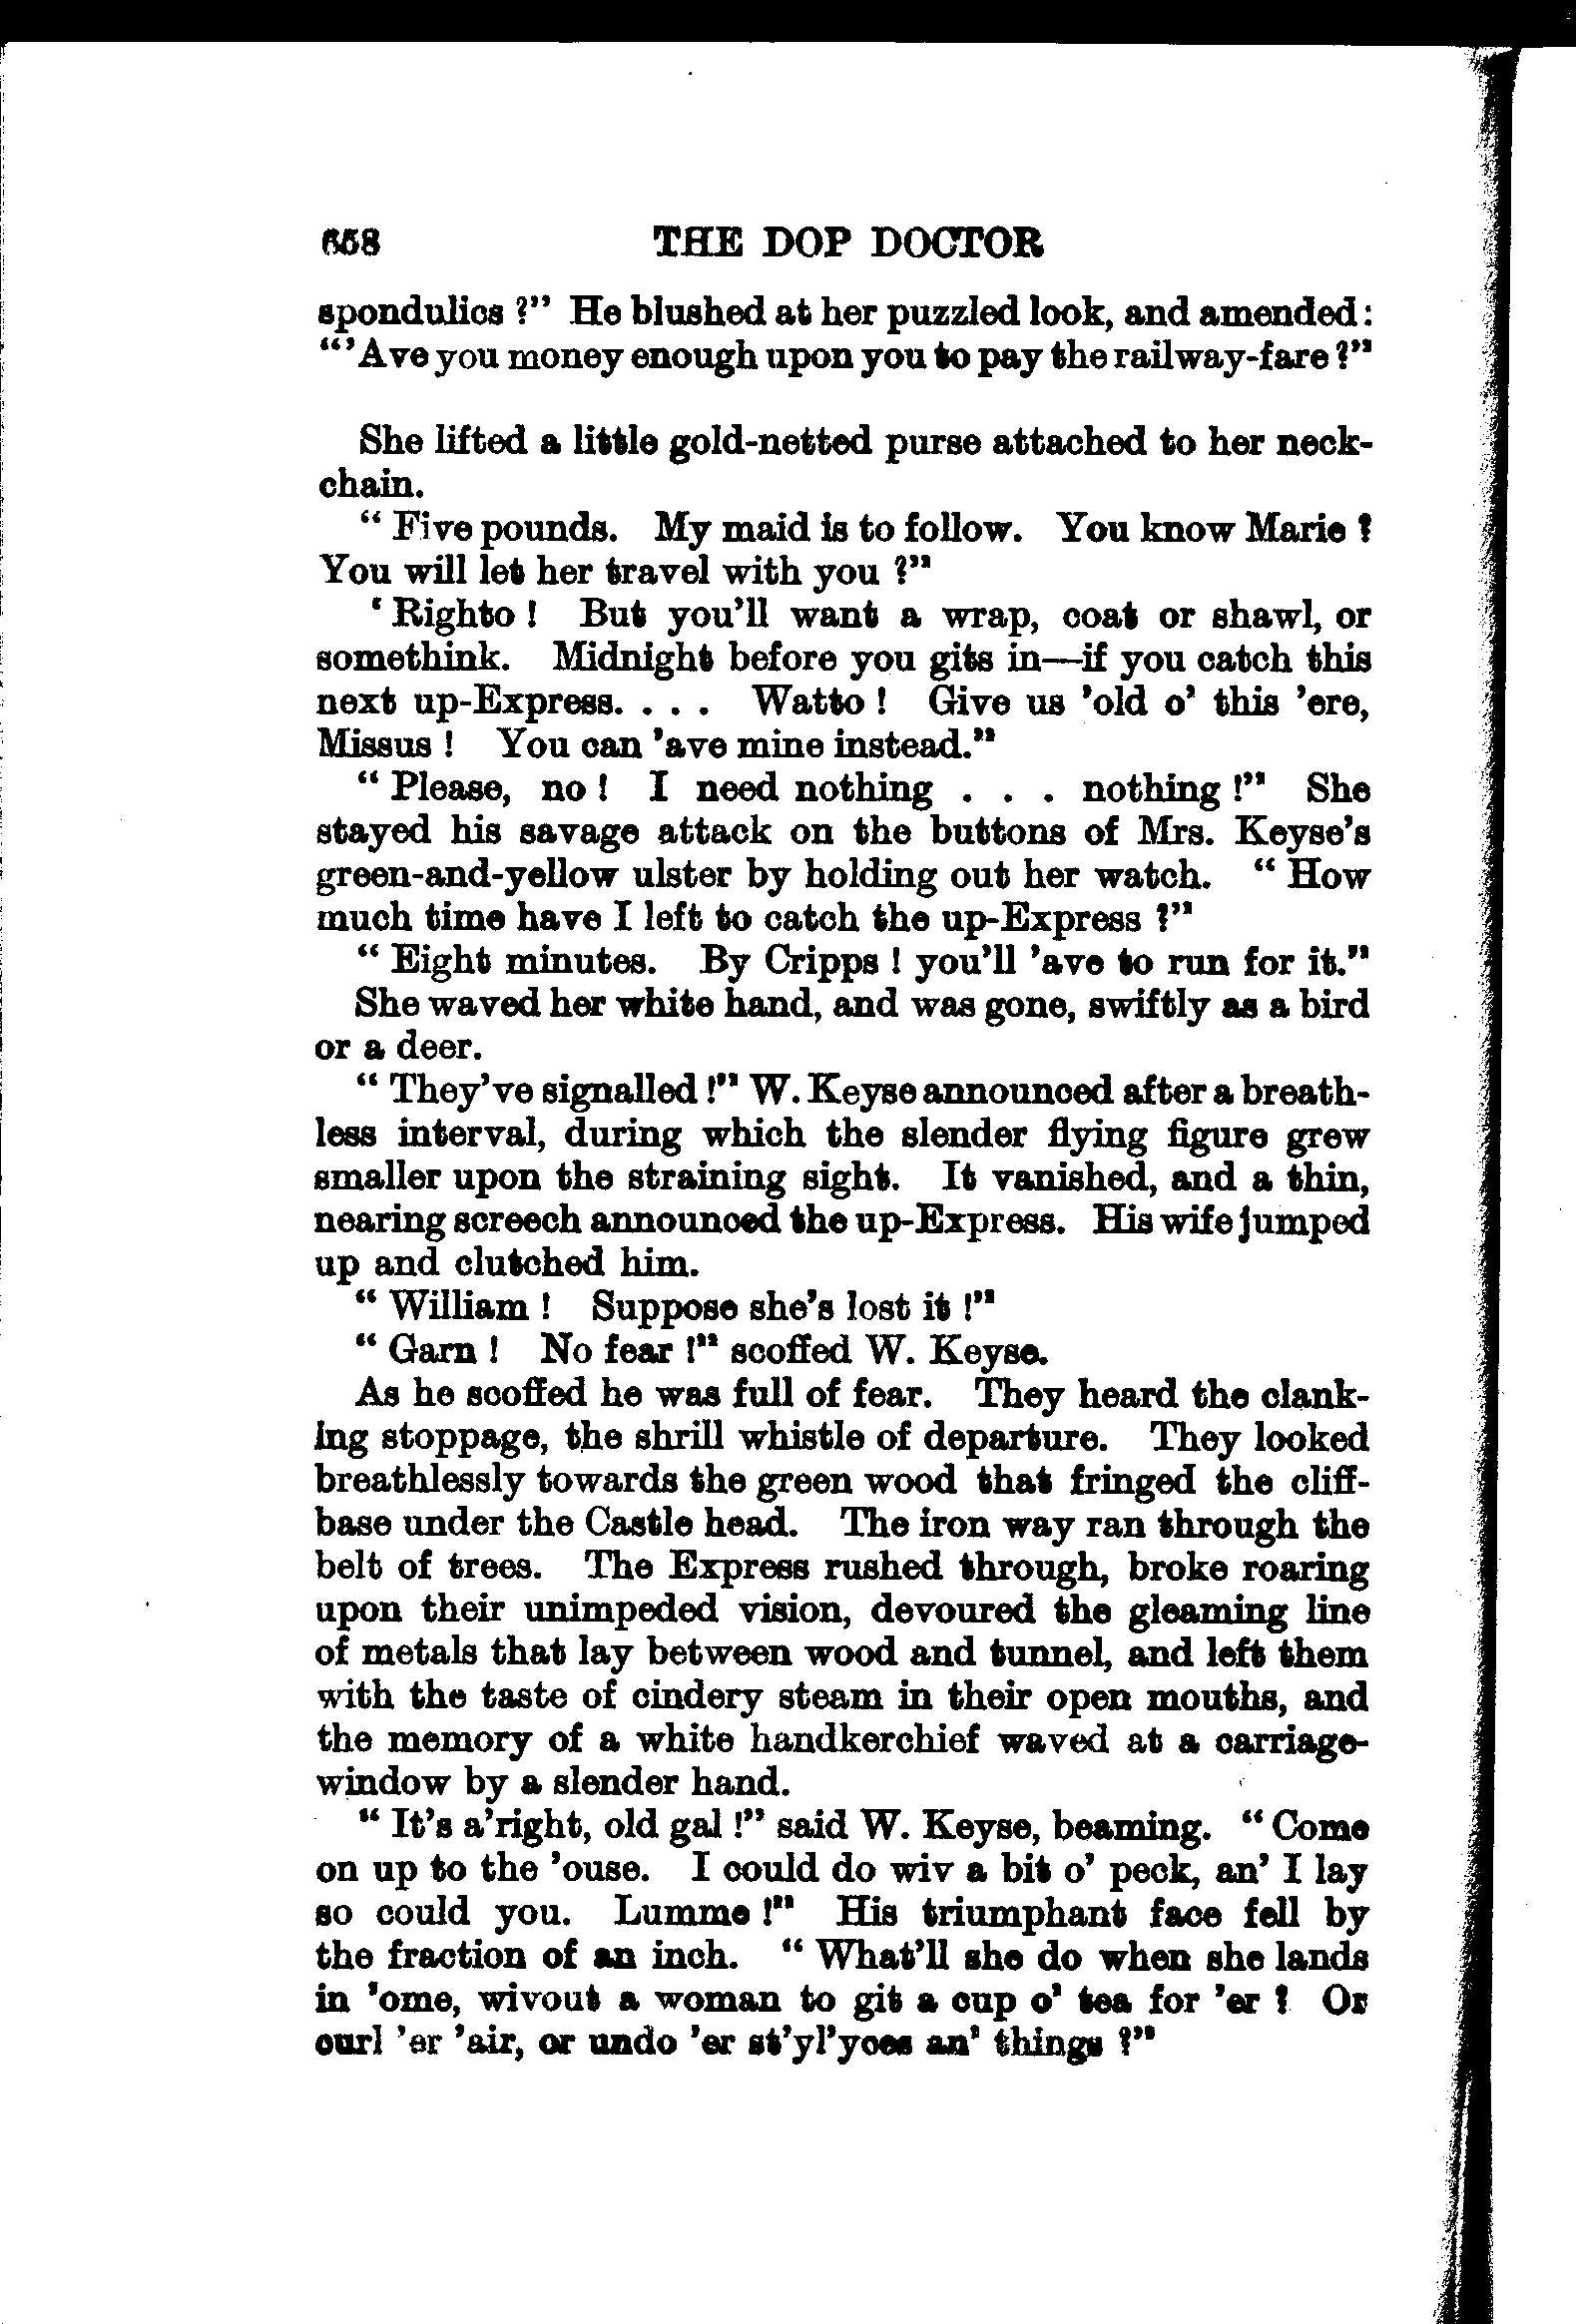 658 THE DOP DOCTOR
spondulics ?” He blushed at her puzzled look, and amended:
“’Ave you money enough upon you to pay the railway-fare ?”
She lifted a little gold-netted purse attached to her neck-
chain.
“ Five pounds. My maid is to follow. You know Marie ?
You will let her travel with you ?”
‘ Righto ! But you’ll want a wrap, coat or shawl, or
somethink. Midnight before you gits in—if you catch this
next up-Express. . . . Watto ! Give us ’old o’ this ’ere,
Missus ! You can ’ave mine instead.”
“ Please, no ! I need nothing . . . nothing !” She
stayed his savage attack on the buttons of Mrs. Keyse’s
green-and-yellow ulster by holding out her watch. “ How
much time have I left to catch the up-Express ?”
“ Eight minutes. By Cripps ! you’ll ’ave to run for it.”
She waved her white hand, and was gone, swiftly as a bird
or a deer.
“ They’ve signalled !” W. Keyse announced after a breath-
less interval, during which the slender flying figure grew
smaller upon the straining sight. It vanished, and a thin,
nearing screech announced the up-Express. His wife jumped
up and clutched him.
“ William ! Suppose she’s lost it !”
“ Garn ! No fear !” scoffed W. Keyse.
As he scoffed he was full of fear. They heard the clank-
ing stoppage, the shrill whistle of departure. They looked
breathlessly towards the green wood that fringed the cliff-
base under the Castle head. The iron way ran through the
belt of trees. The Express rushed through, broke roaring
upon their unimpeded vision, devoured the gleaming line
of metals that lay between wood and tunnel, and left them
with the taste of cindery steam in their open mouths, and
the memory of a white handkerchief waved at a carriage-
window by a slender hand.
“ It’s a’right, old gal !” said W. Keyse, beaming. “ Come
on up to the ’ouse. I could do wiv a bit o’ peck, an’ I lay
so could you. Lumme !” His triumphant face fell by
the fraction of an inch. “ What’ll she do when she lands
in ’ome, wivout a woman to git a cup o’ tea for ’er ? Or
curl ’er ’air, or undo ’er st’yl’yces an’ things ?”